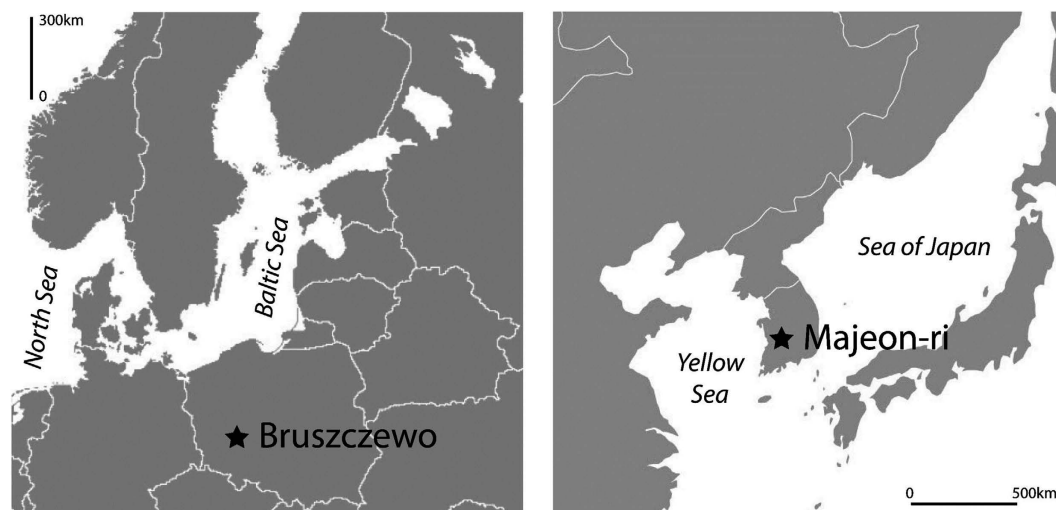 300km
0
North Sea
Baltic Sea
Bruszczewo
Sea of Japan
Majeon-ri
Yellow
Sea
0
500km